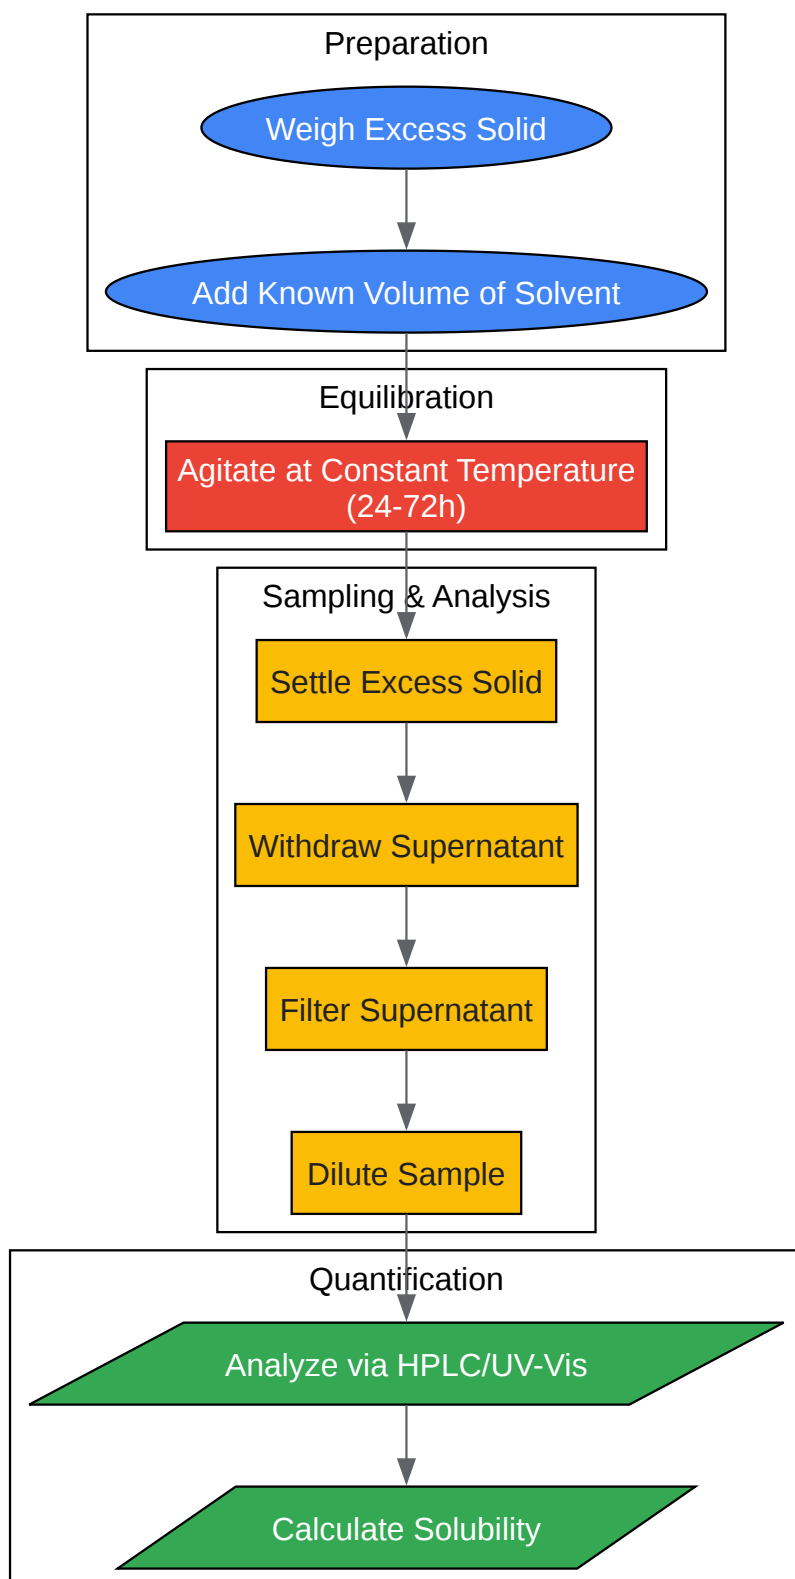 Preparation
Weigh Excess Solid
Add Known Volume of Solvent
Equilibration
Agitate at Constant Temperature
(24-72h)
Sampling & Analysis
Settle Excess Solid
Withdraw Supernatant
Filter Supernatant
Dilute Sample
Quantification
Analyze via HPLC/UV-Vis
Calculate Solubility